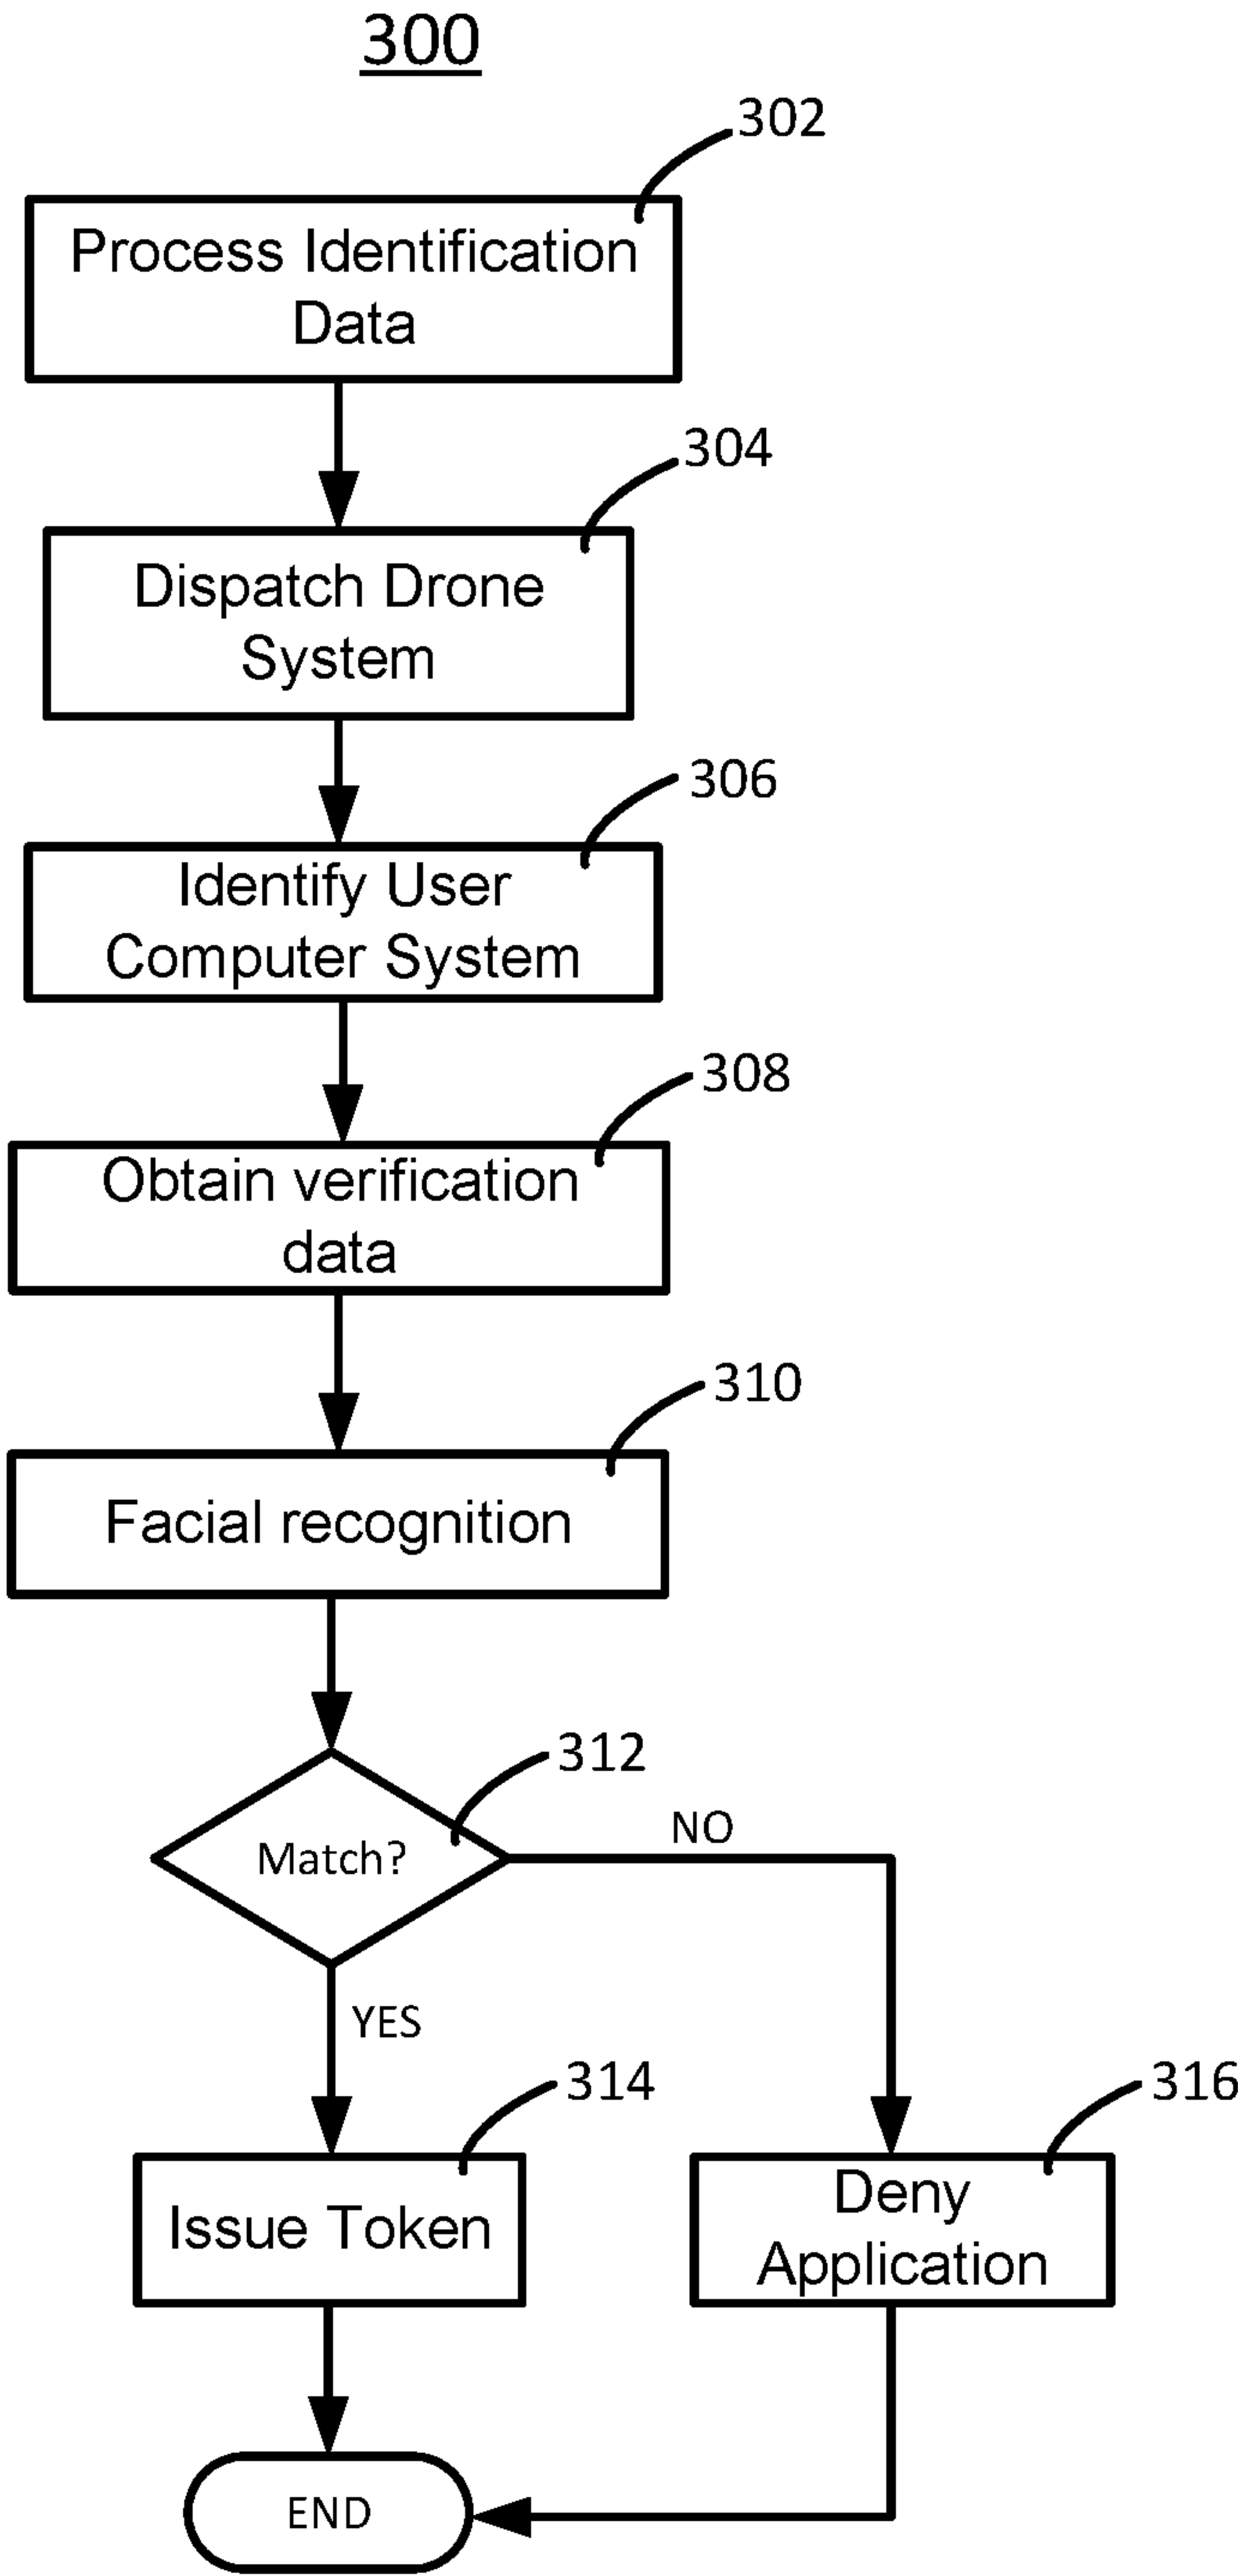 300
302
Process Identification
Data
304
Dispatch Drone
System
306
Identify User
Computer System
308
Obtain verification
data
310
Facial recognition
312
Match?
NO
YES
314
Issue Token
316
Deny
Application
END